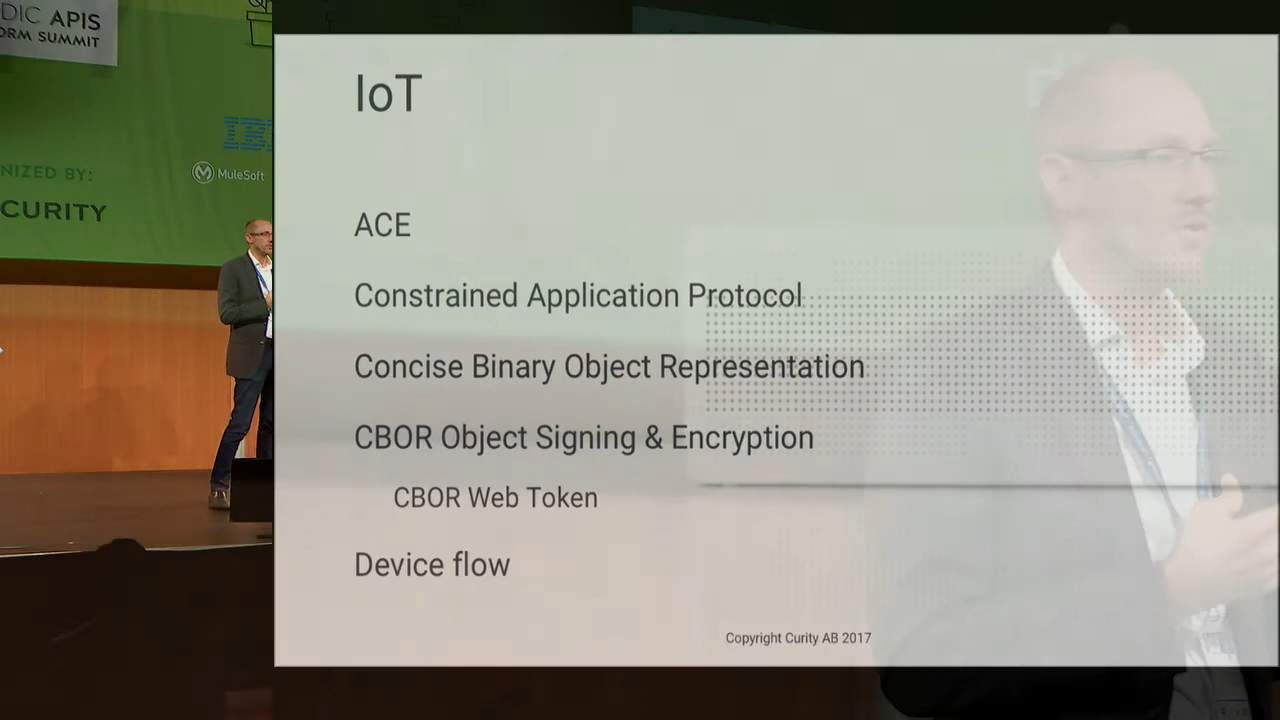 DIC APIS
ORM SUMMIT
NIZED BY:
CURITY
IBM
MuleSoft
IoT
ACE
Constrained Application Protocol
Concise Binary Object Representation
CBOR Object Signing & Encryption
CBOR Web Token
Device flow
Copyright Curity AB 2017